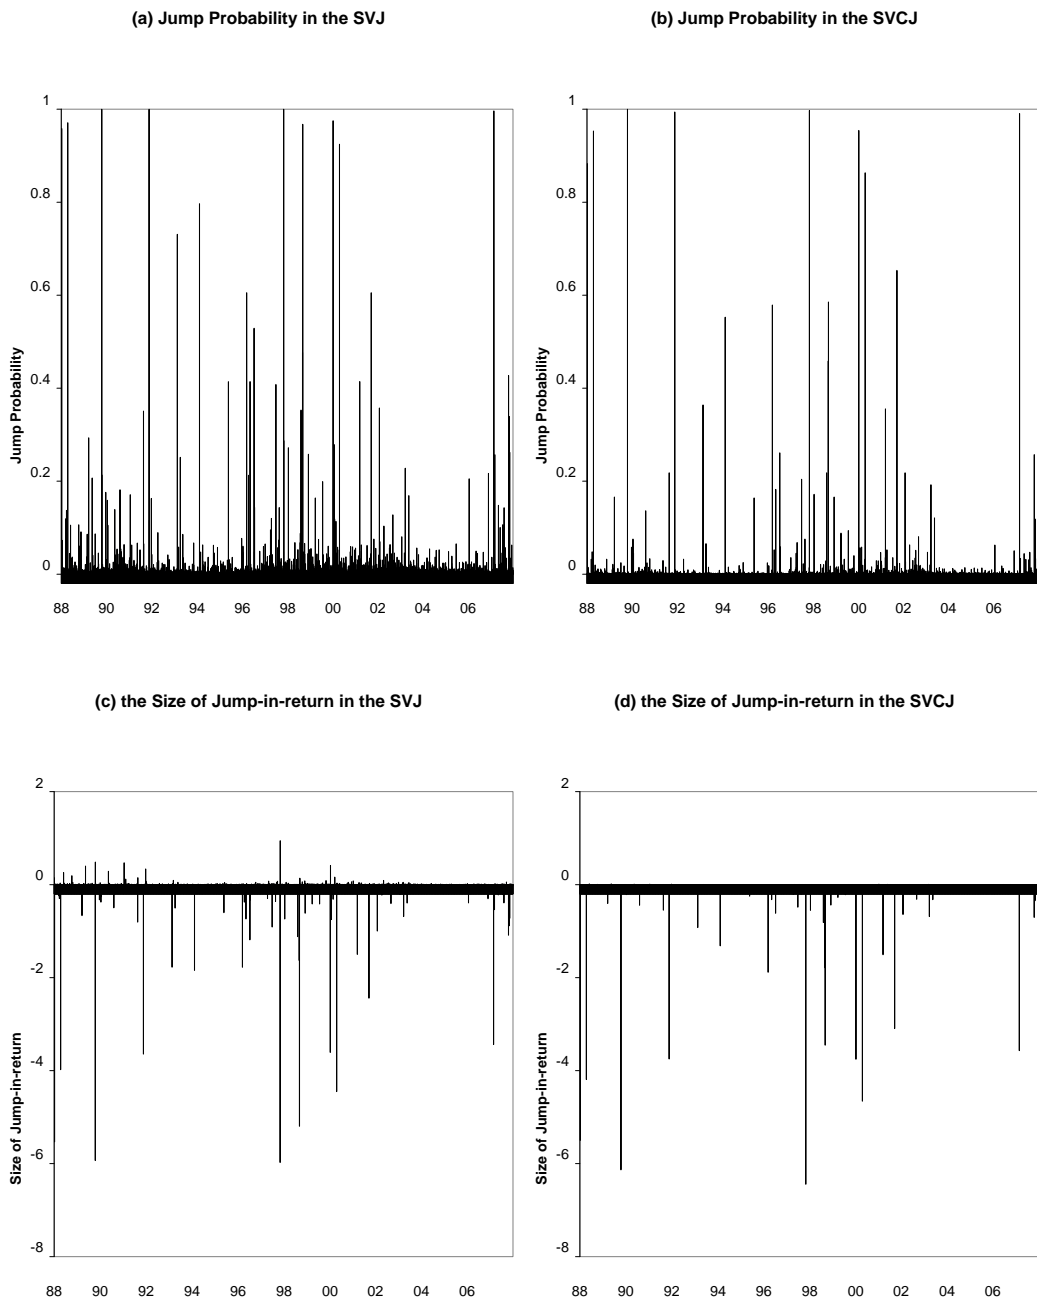 (a) Jump Probability in the SVJ
Jump Probability
1
0.8
0.6
0.4
0.2
0
88 90 92 94 96 98 00 02 04 06
(b) Jump Probability in the SVCJ
Jump Probability
1
0.8
0.6
0.4
0.2
0
88 90 92 94 96 98 00 02 04 06
(c) the Size of Jump-in-return in the SVJ
Size of Jump-in-return
2
0
-2
-4
-6
-8
88 90 92 94 96 98 00 02 04 06
(d) the Size of Jump-in-return in the SVCJ
Size of Jump-in-return
2
0
-2
-4
-6
-8
88 90 92 94 96 98 00 02 04 06